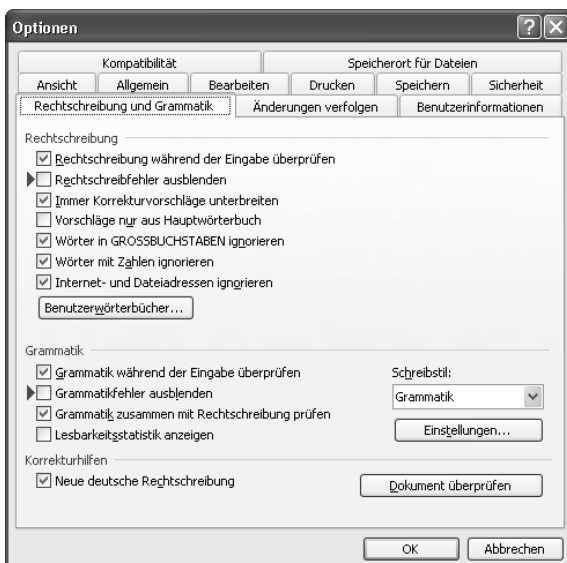 Optionen
Kompatibilität Speicherort für Dateien
Ansicht Allgemein Bearbeiten Drucken Speichern Sicherheit
Rechtschreibung und Grammatik Änderungen verfolgen Benutzerinformationen
Rechtschreibung
Rechtschreibung während der Eingabe überprüfen
Rechtschreibfehler ausblenden
Immer Korrekturvorschläge unterbreiten
Vorschläge nur aus Hauptwörterbuch
Wörter in GROSSBUCHSTABEN ignorieren
Wörter mit Zahlen ignorieren
Internet- und Dateiadressen ignorieren
Benutzerwörterbücher...
Grammatik
Grammatik während der Eingabe überprüfen Schreibstil:
Grammatikfehler ausblenden Grammatik
Grammatik zusammen mit Rechtschreibung prüfen
Lesbarkeitsstatistik anzeigen Einstellungen...
Korrekturhilfen
Neue deutsche Rechtschreibung Dokument überprüfen
OK Abbrechen